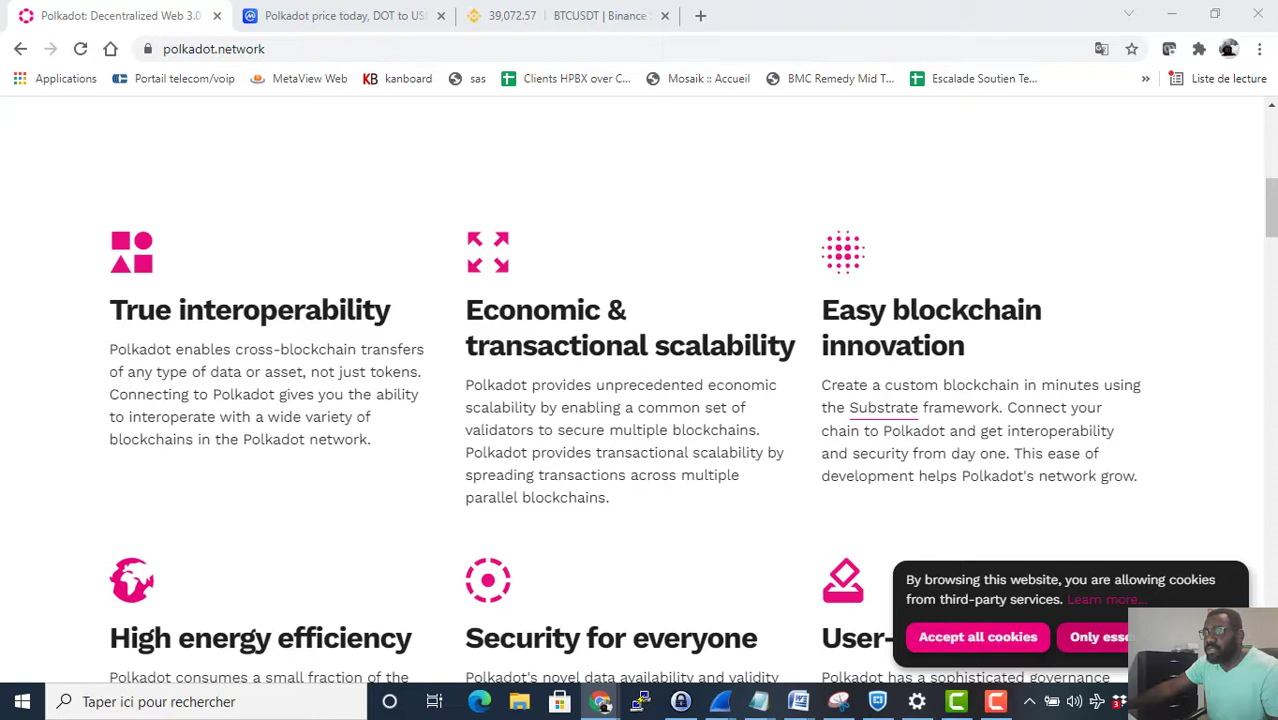 Polkadot: Decentralized Web 3.0
Polkadot price today, DOT to US
39,072.57 | BTCUSDT | Binance S
polkadot.network
Applications
Portail telecom/voip
MetaView Web
KB kanboard
sas
Clients HPBX over C...
Mosaik :: Accueil
BMC Remedy Mid T...
Escalade Soutien Te...
»
Liste de lecture
True interoperability
Polkadot enables cross-blockchain transfers
of any type of data or asset, not just tokens.
Connecting to Polkadot gives you the ability
to interoperate with a wide variety of
blockchains in the Polkadot network.
Economic &
transactional scalability
Polkadot provides unprecedented economic
scalability by enabling a common set of
validators to secure multiple blockchains.
Polkadot provides transactional scalability by
spreading transactions across multiple
parallel blockchains.
Easy blockchain
innovation
Create a custom blockchain in minutes using
the Substrate framework. Connect your
chain to Polkadot and get interoperability
and security from day one. This ease of
development helps Polkadot's network grow.
High energy efficiency
Polkadot consumes a small fraction of the
Security for everyone
Polkadot's novel data availability and validity
User-
Polkadot has a sophisticated governance
By browsing this website, you are allowing cookies
from third-party services. Learn more...
Accept all cookies
Only esse
Taper ici pour rechercher